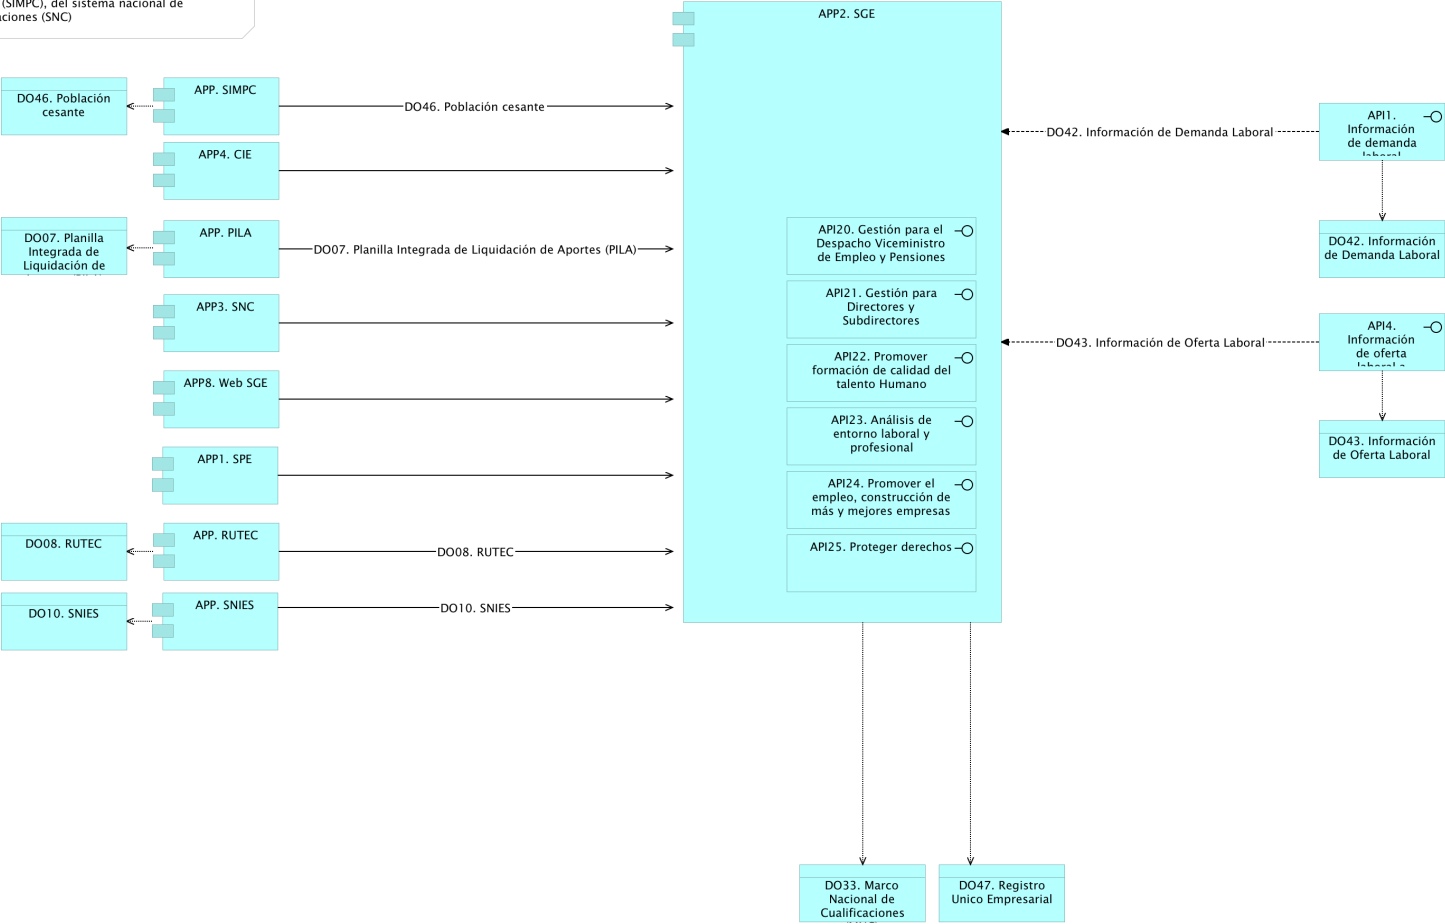 (SIMPC), del sistema nacional de
aciones (SNC)
APP2. SGE
DO46. Población
cesante
APP. SIMPC
DO46. Población cesante
APP4. CIE
DO42. Información de Demanda Laboral
API1.
Información
de demanda
laboral
DO42. Información
de Demanda Laboral
DO07. Planilla
Integrada de
Liquidación de
APP. PILA
DO07. Planilla Integrada de Liquidación de Aportes (PILA)
API20. Gestión para el
Despacho Viceministro
de Empleo y Pensiones
APP3. SNC
API21. Gestión para
Directores y
Subdirectores
DO43. Información de Oferta Laboral
API4.
Información
de oferta
laboral a
DO43. Información
de Oferta Laboral
APP8. Web SGE
API22. Promover
formación de calidad del
talento Humano
API23. Análisis de
entorno laboral y
profesional
APP1. SPE
API24. Promover el
empleo, construcción de
más y mejores empresas
DO08. RUTEC
APP. RUTEC
DO08. RUTEC
API25. Proteger derechos
DO10. SNIES
APP. SNIES
DO10. SNIES
DO33. Marco
Nacional de
Cualificaciones
DO47. Registro
Unico Empresarial